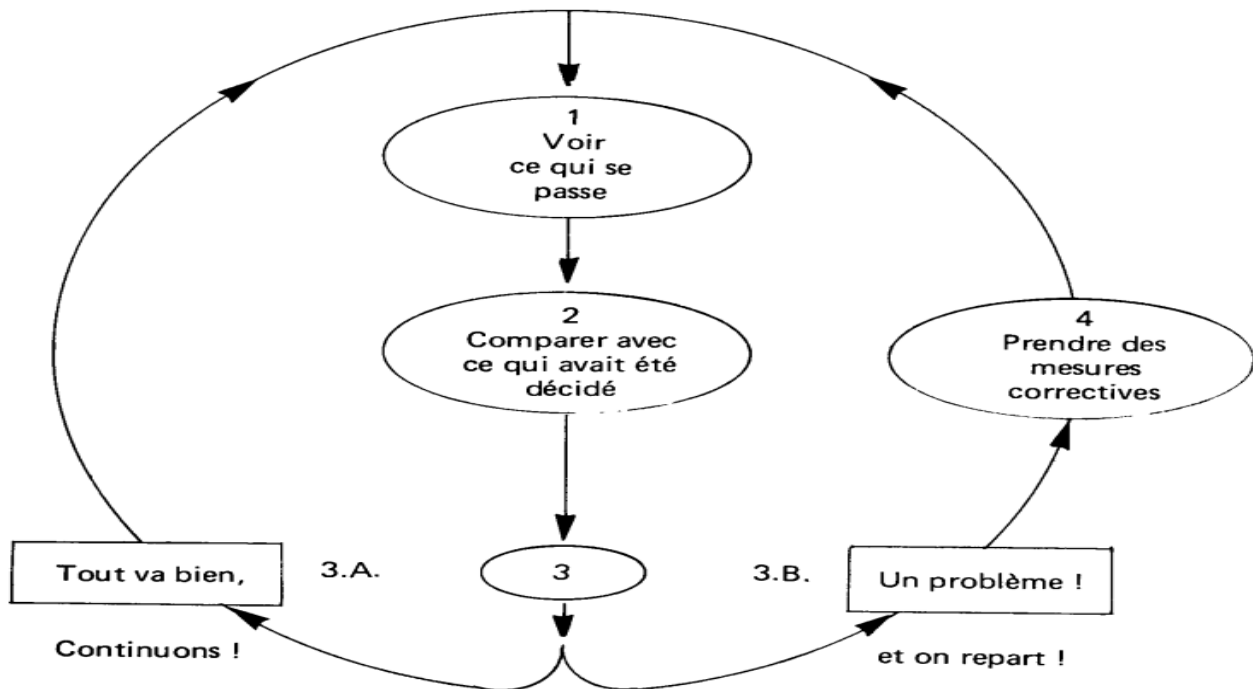 1
Voir
ce qui se
passe
2
Comparer avec
ce qui avait été
décidé
4
Prendre des
mesures
correctives
Tout va bien,
3.A.
3
3.B.
Un problème !
Continuons !
et on repart !